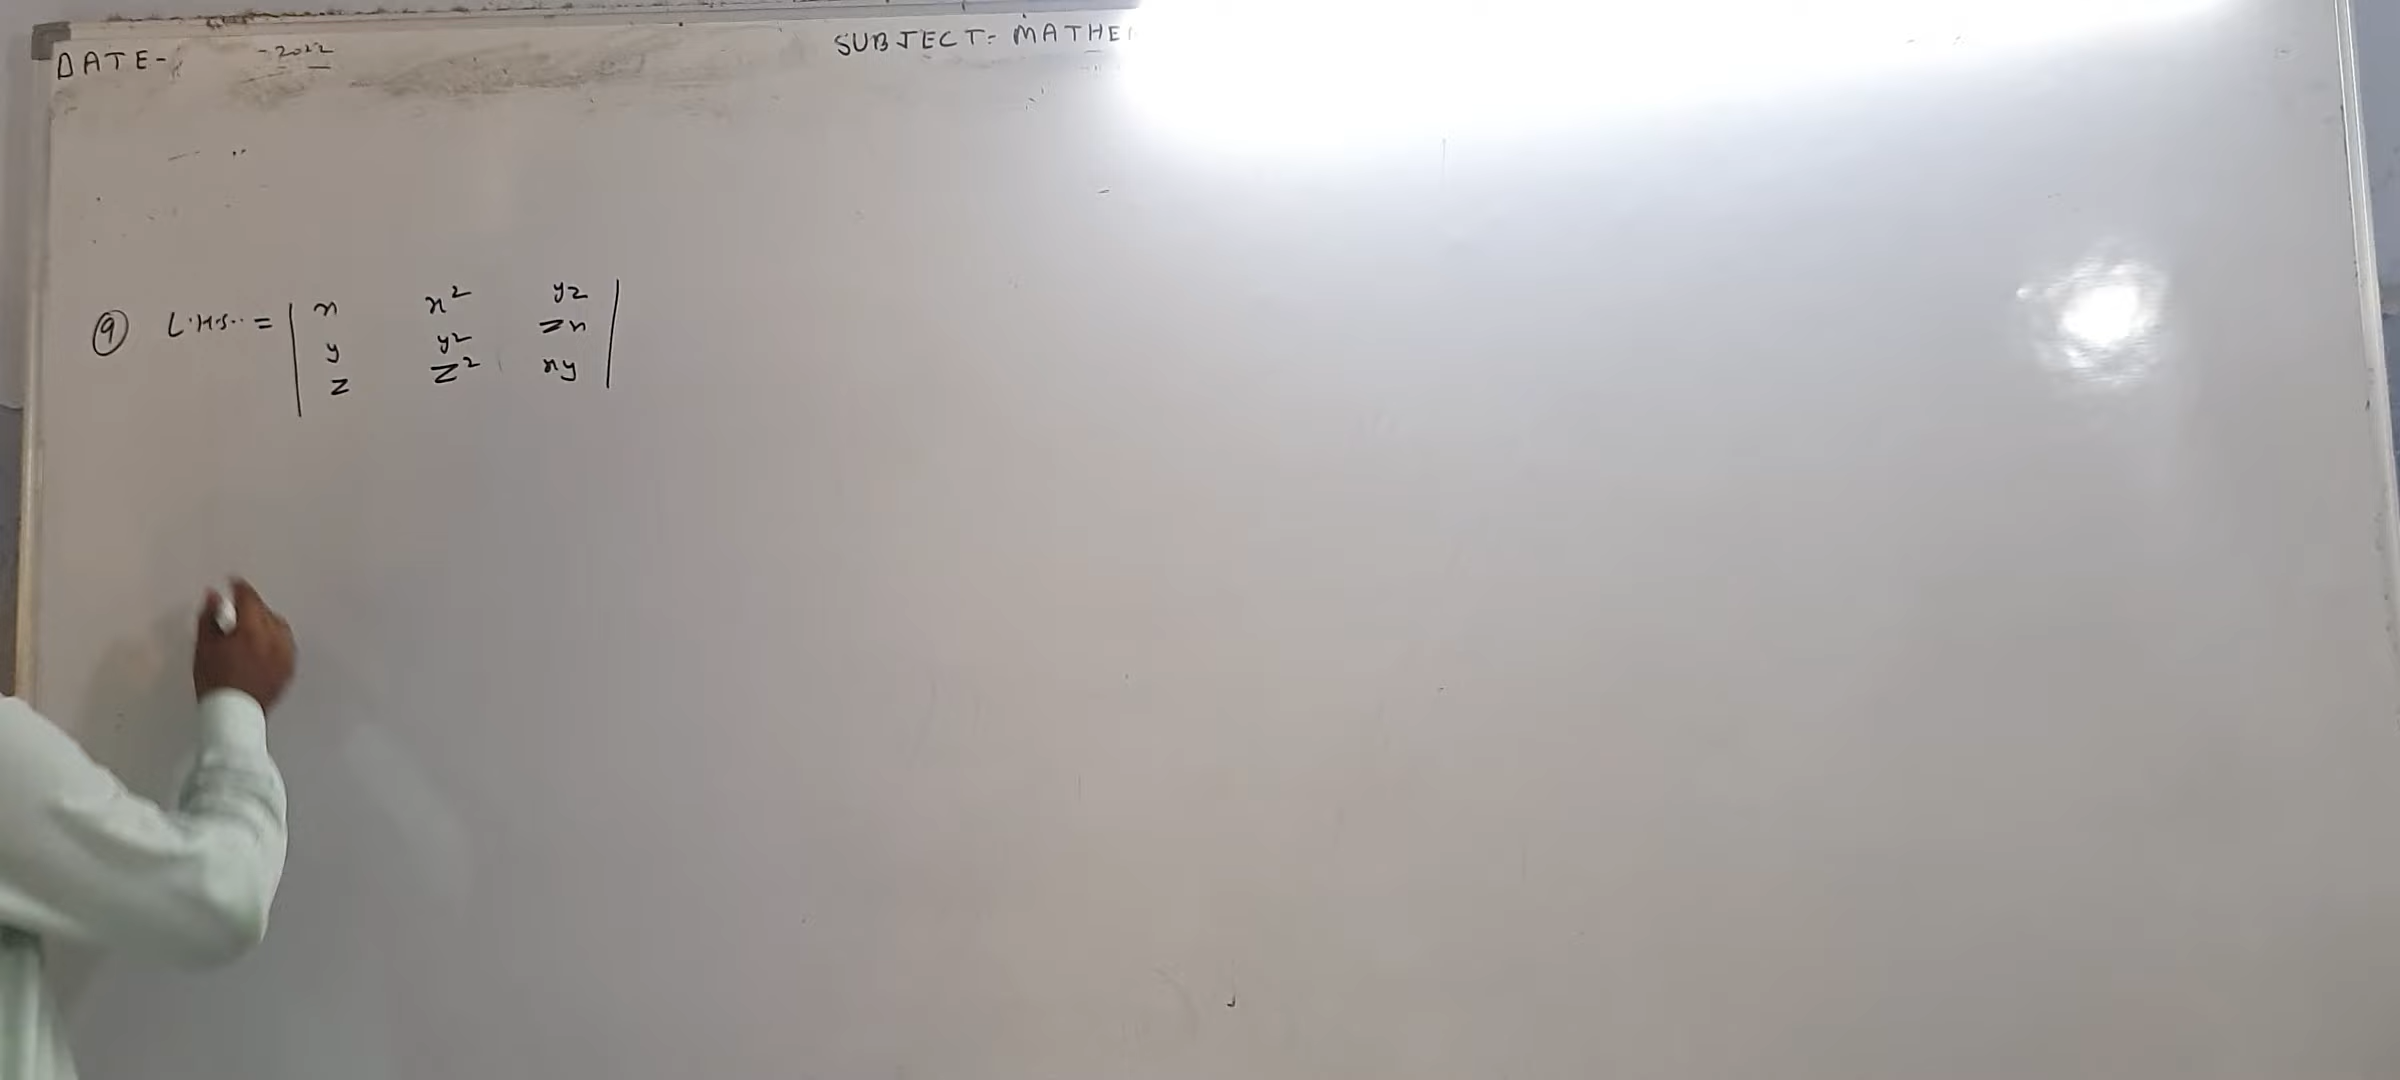 DATE- -2022
SUBJECT:- MATHE
9 L.H.S.. = | x x² yz |
y y² zx
z z² xy